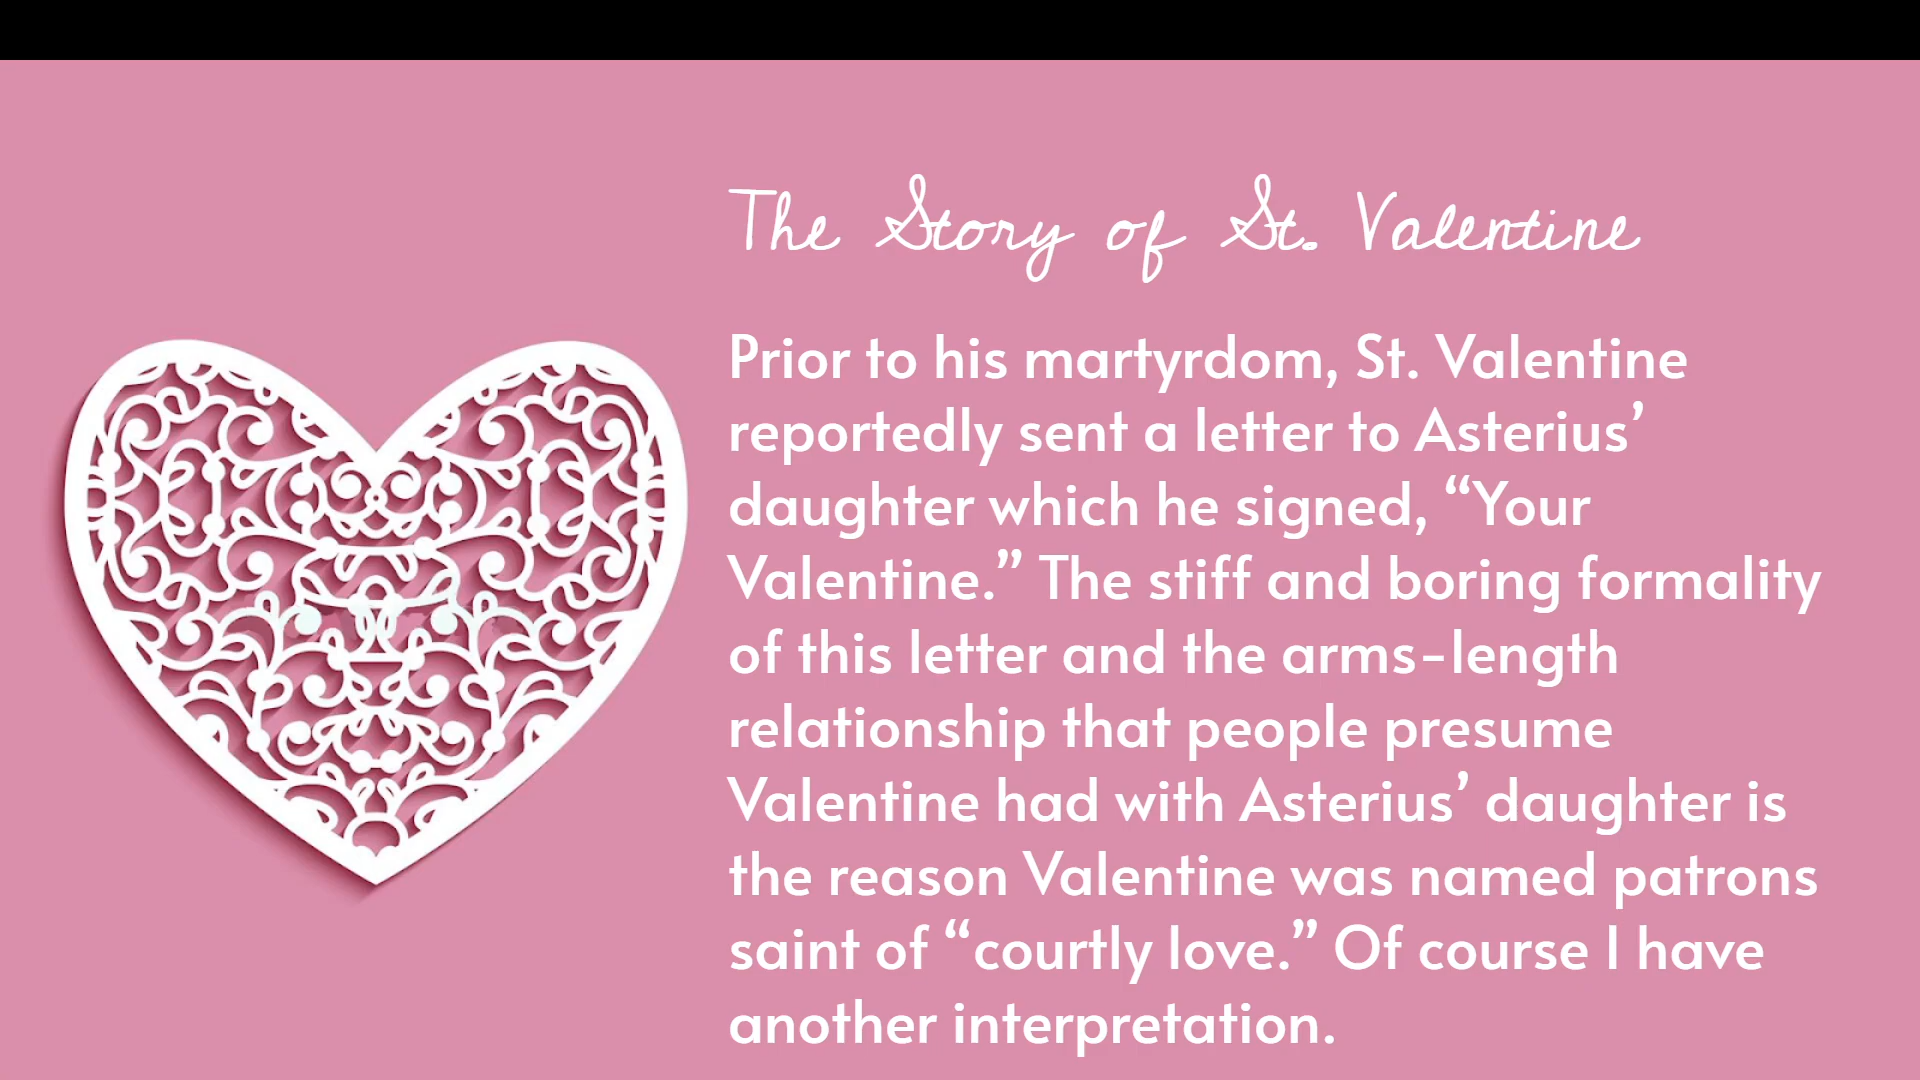 The Story of St. Valentine
Prior to his martyrdom, St. Valentine
reportedly sent a letter to Asterius’
daughter which he signed, “Your
Valentine.” The stiff and boring formality
of this letter and the arms-length
relationship that people presume
Valentine had with Asterius’ daughter is
the reason Valentine was named patrons
saint of “courtly love.” Of course I have
another interpretation.